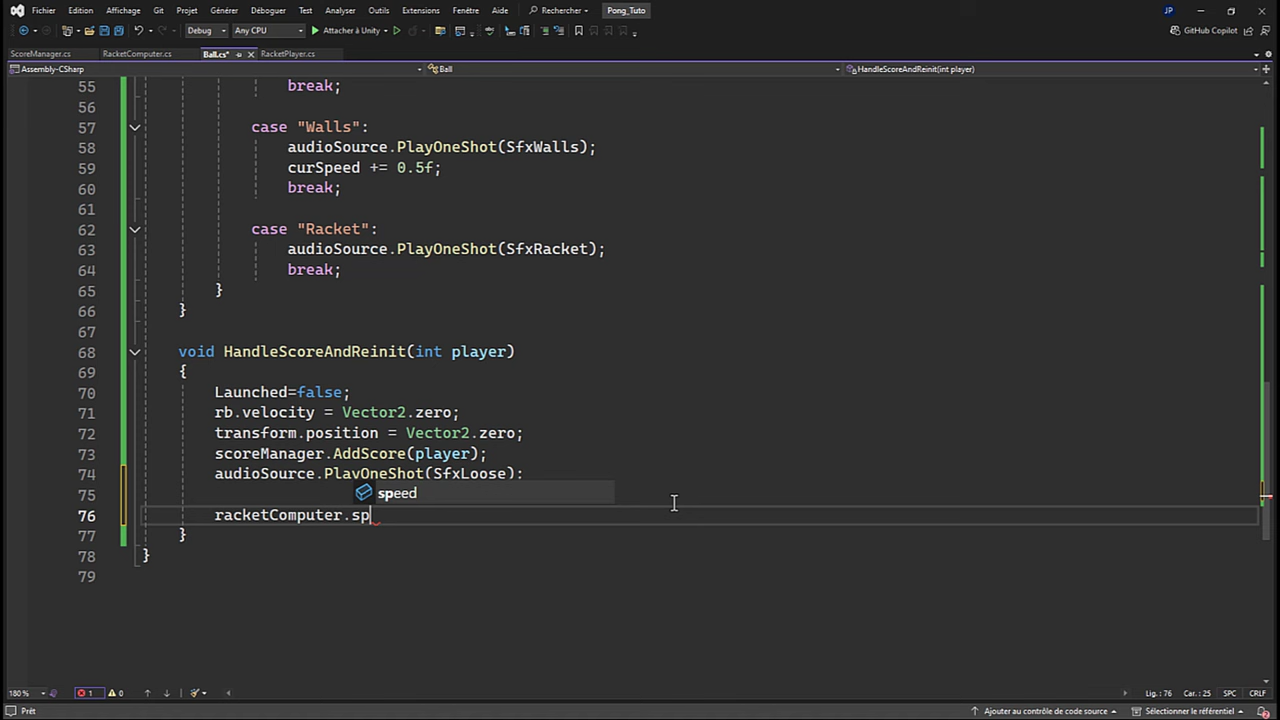 Fichier Edition Affichage Git Projet Générer Déboguer Test Analyser Outils Extensions Fenêtre Aide Rechercher Pong_Tuto JP
Debug Any CPU Attacher à Unity GitHub Copilot
ScoreManager.cs RacketComputer.cs Ball.cs* RacketPlayer.cs
Assembly-CSharp Ball HandleScoreAndReinit(int player)
55 break;
56
57 case "Walls":
58 audioSource.PlayOneShot(SfxWalls);
59 curSpeed += 0.5f;
60 break;
61
62 case "Racket":
63 audioSource.PlayOneShot(SfxRacket);
64 break;
65 }
66 }
67
68 void HandleScoreAndReinit(int player)
69 {
70 Launched=false;
71 rb.velocity = Vector2.zero;
72 transform.position = Vector2.zero;
73 scoreManager.AddScore(player);
74 audioSource.PlayOneShot(SfxLoose);
75 speed
76 racketComputer.sp
77 }
78 }
79
180 % 1 0 Lig.: 76 Car.: 25 SPC CRLF
Prêt Ajouter au contrôle de code source Sélectionner le référentiel 2